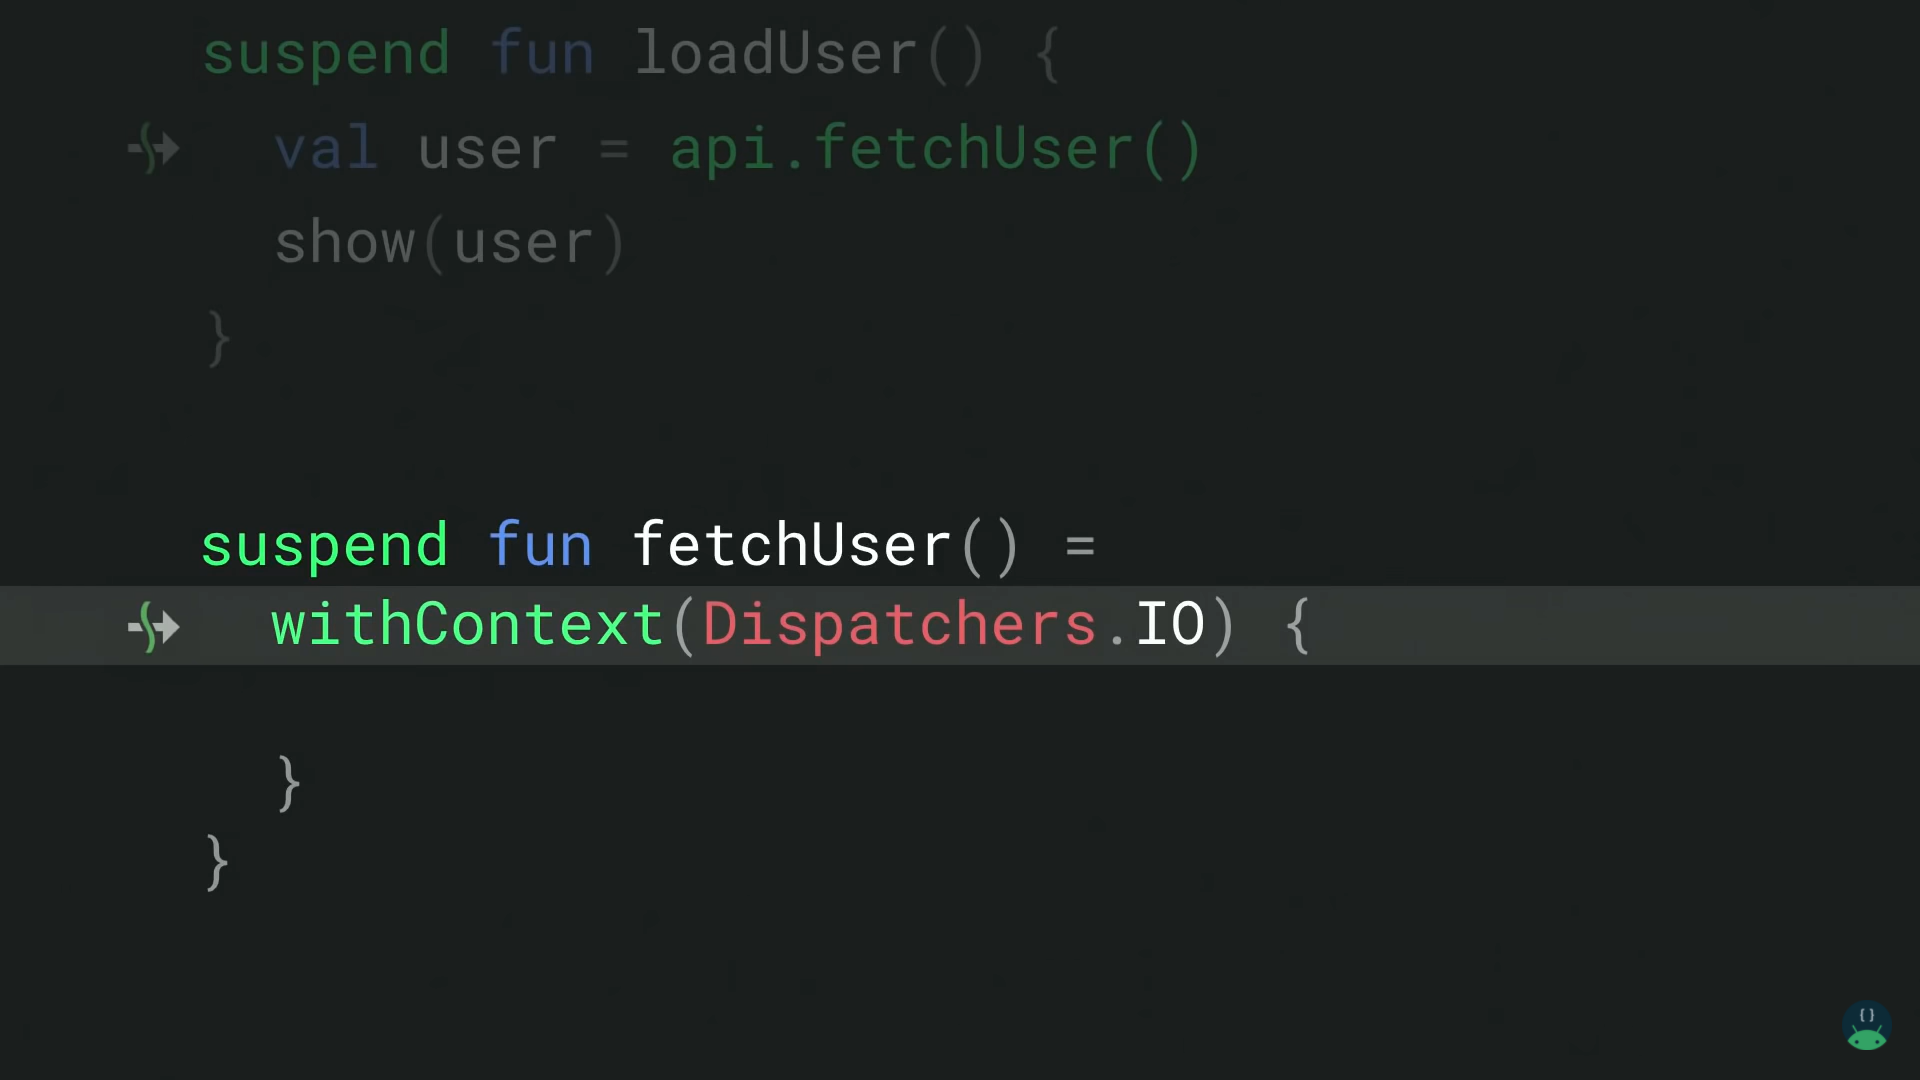 suspend fun loadUser() {
val user = api.fetchUser()
show(user)
}
suspend fun fetchUser() =
withContext(Dispatchers.IO) {
}
}
{}